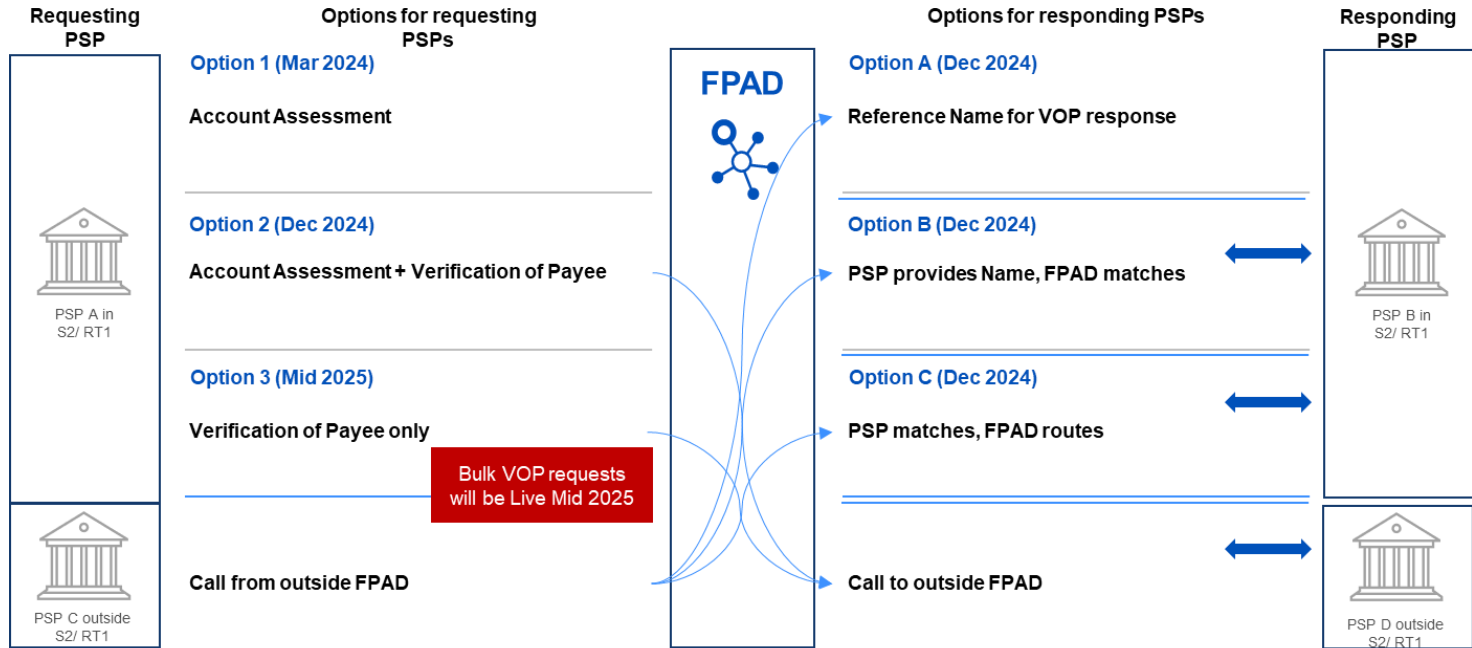 Requesting
PSP
Options for requesting
PSPs
Options for responding PSPs
Responding
PSP
Option 1 (Mar 2024)
Account Assessment
FPAD
Option A (Dec 2024)
Reference Name for VOP response
Option 2 (Dec 2024)
Account Assessment + Verification of Payee
Option B (Dec 2024)
PSP provides Name, FPAD matches
PSP A in
S2/ RT1
PSP B in
S2/ RT1
Option 3 (Mid 2025)
Verification of Payee only
Bulk VOP requests
will be Live Mid 2025
Option C (Dec 2024)
PSP matches, FPAD routes
Call from outside FPAD
Call to outside FPAD
PSP C outside
S2/ RT1
PSP D outside
S2/ RT1